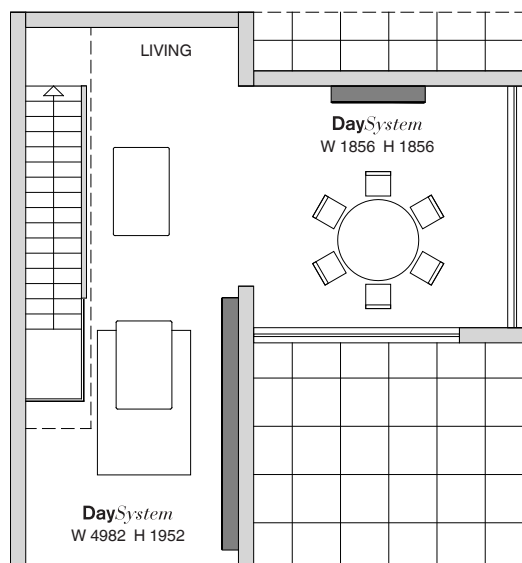 LIVING
DaySystem
W 1856 H 1856
DaySystem
W 4982 H 1952